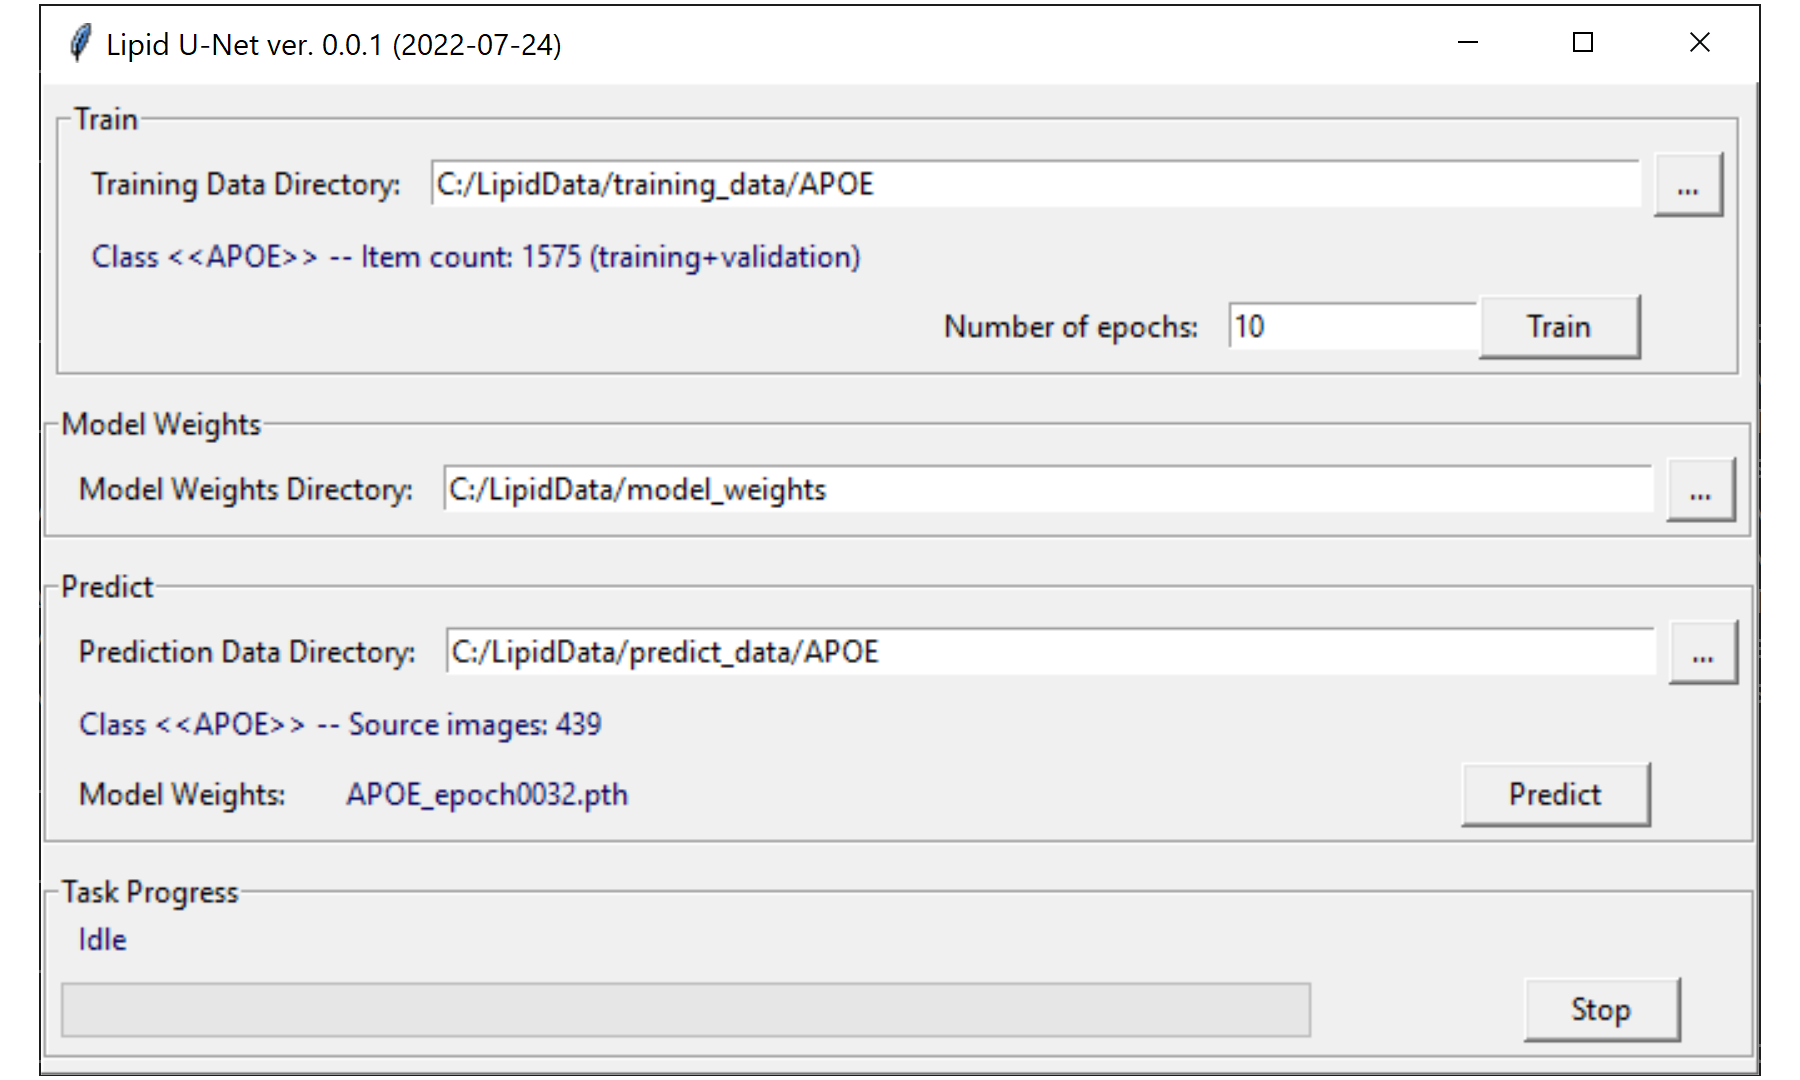 Lipid U-Net ver. 0.0.1 (2022-07-24)
Train
Training Data Directory: C:/LipidData/training_data/APOE ...
Class <<APOE>> -- Item count: 1575 (training+validation)
Number of epochs: 10 Train
Model Weights
Model Weights Directory: C:/LipidData/model_weights ...
Predict
Prediction Data Directory: C:/LipidData/predict_data/APOE ...
Class <<APOE>> -- Source images: 439
Model Weights: APOE_epoch0032.pth Predict
Task Progress
Idle
Stop